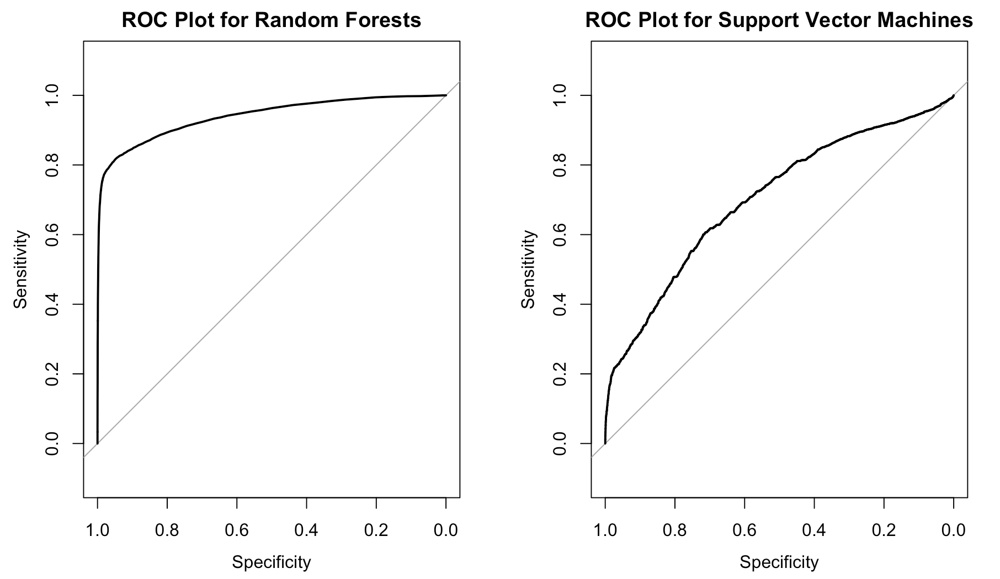 ROC Plot for Random Forests
1.0
0.8
0.6
0.4
0.2
0.0
Sensitivity
1.0 0.8 0.6 0.4 0.2 0.0
Specificity
ROC Plot for Support Vector Machines
1.0
0.8
0.6
0.4
0.2
0.0
Sensitivity
1.0 0.8 0.6 0.4 0.2 0.0
Specificity